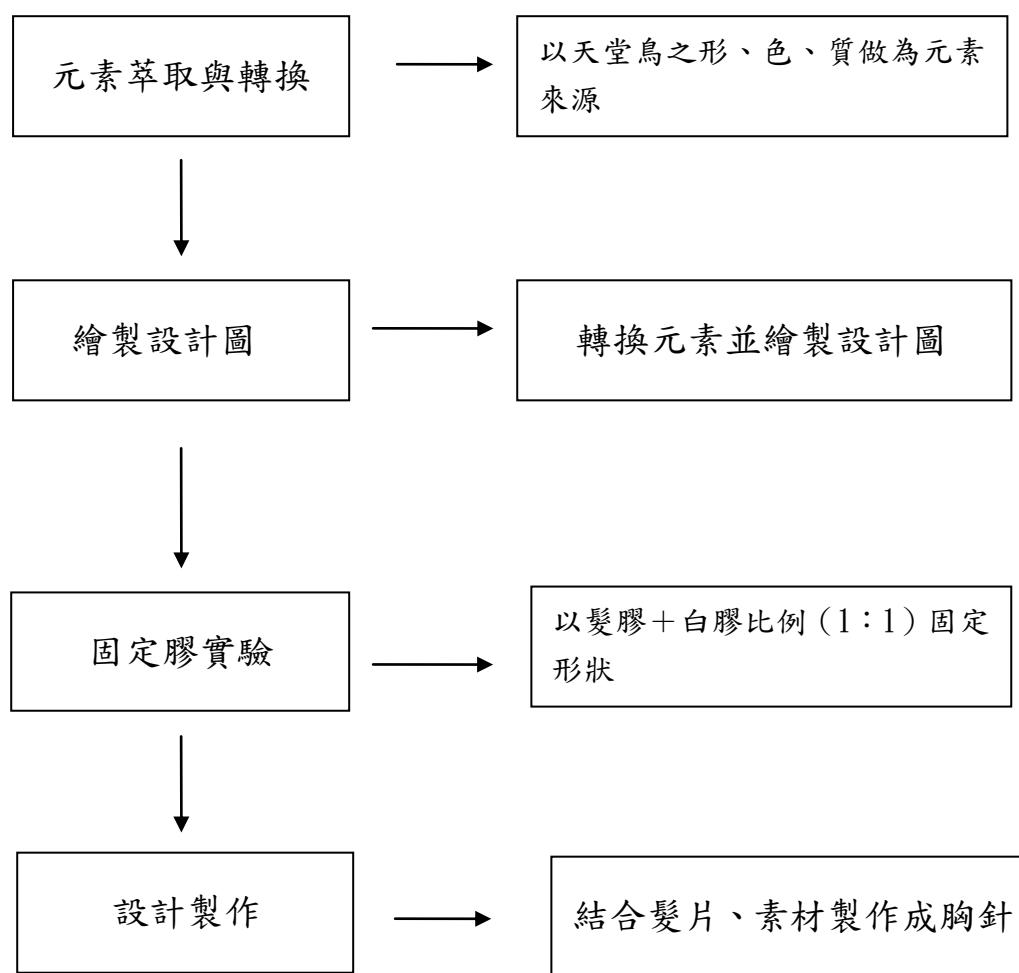 元素萃取與轉換
以天堂鳥之形、色、質做為元素
來源
繪製設計圖
轉換元素並繪製設計圖
固定膠實驗
以髮膠＋白膠比例（1：1）固定
形狀
設計製作
結合髮片、素材製作成胸針